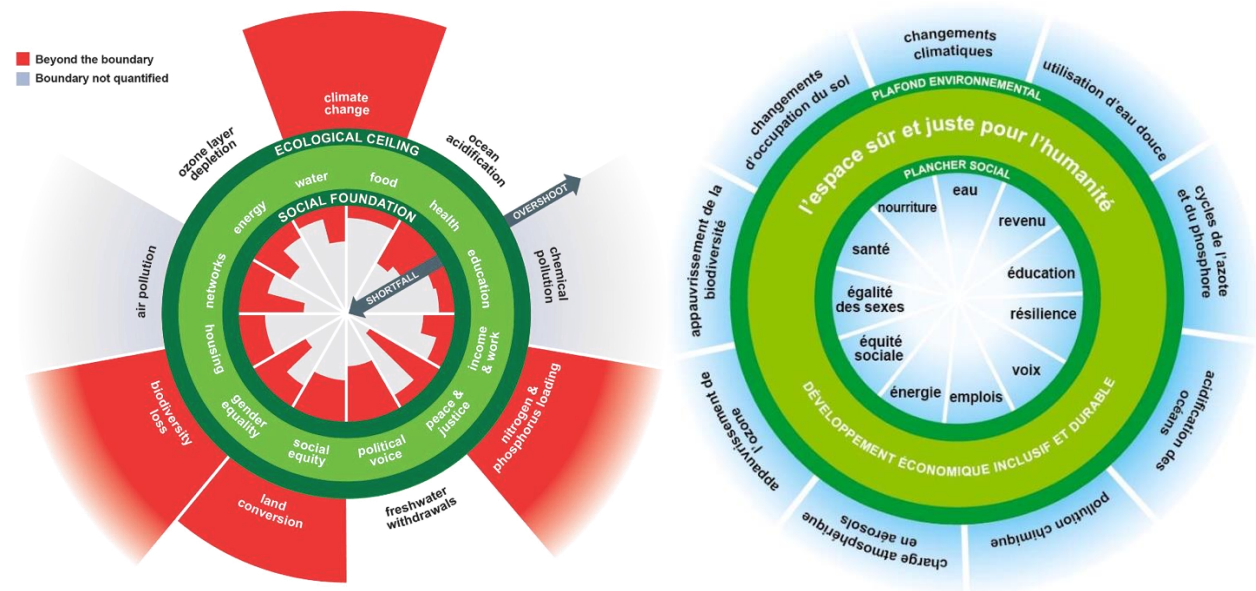 Beyond the boundary
Boundary not quantified
climate
change
ozone layer
depletion
ocean
acidification
ECOLOGICAL CEILING
OVERSHOOT
water
food
energy
health
SOCIAL FOUNDATION
SHORTFALL
air pollution
networks
education
chemical
pollution
housing
income
& work
gender
equality
social
equity
political
voice
peace &
justice
biodiversity
loss
land
conversion
freshwater
withdrawals
nitrogen &
phosphorus loading
changements
climatiques
utilisation d'eau douce
cycles de l'azote
et du phosphore
acidification des
océans
pollution chimique
charge atmosphérique
en aérosols
appauvrissement de
l'ozone
appauvrissement de la
biodiversité
changements
d'occupation du sol
PLAFOND ENVIRONNEMENTAL
l'espace sûr et juste pour l'humanité
PLANCHER SOCIAL
eau
nourriture
revenu
santé
éducation
égalité
des sexes
résilience
équité
sociale
voix
énergie
emplois
DÉVELOPPEMENT ÉCONOMIQUE INCLUSIF ET DURABLE